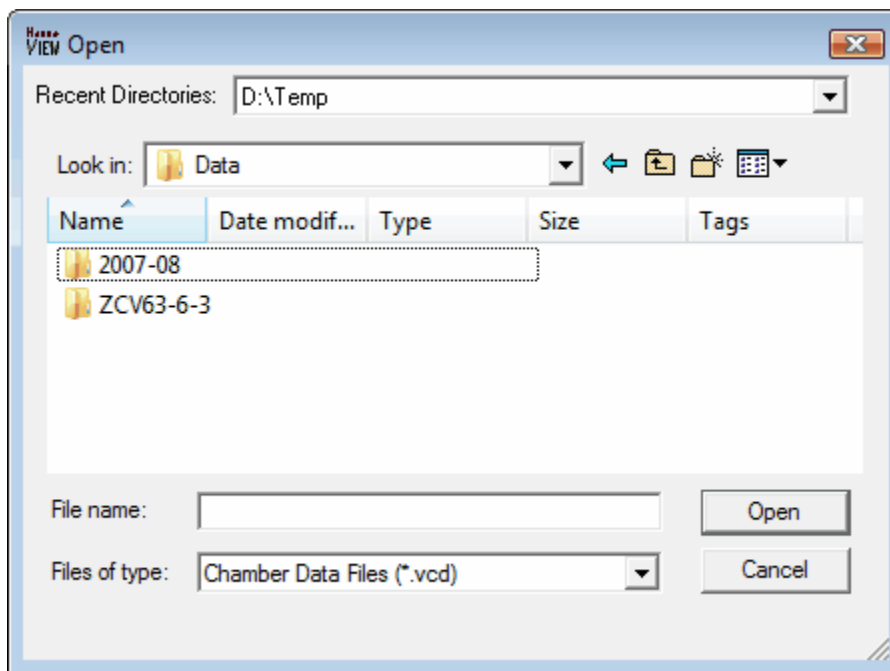 VIEW Open
Recent Directories: D:\Temp
Look in: Data
Name Date modif... Type Size Tags
2007-08
ZCV63-6-3
File name: Open
Files of type: Chamber Data Files (*.vcd) Cancel